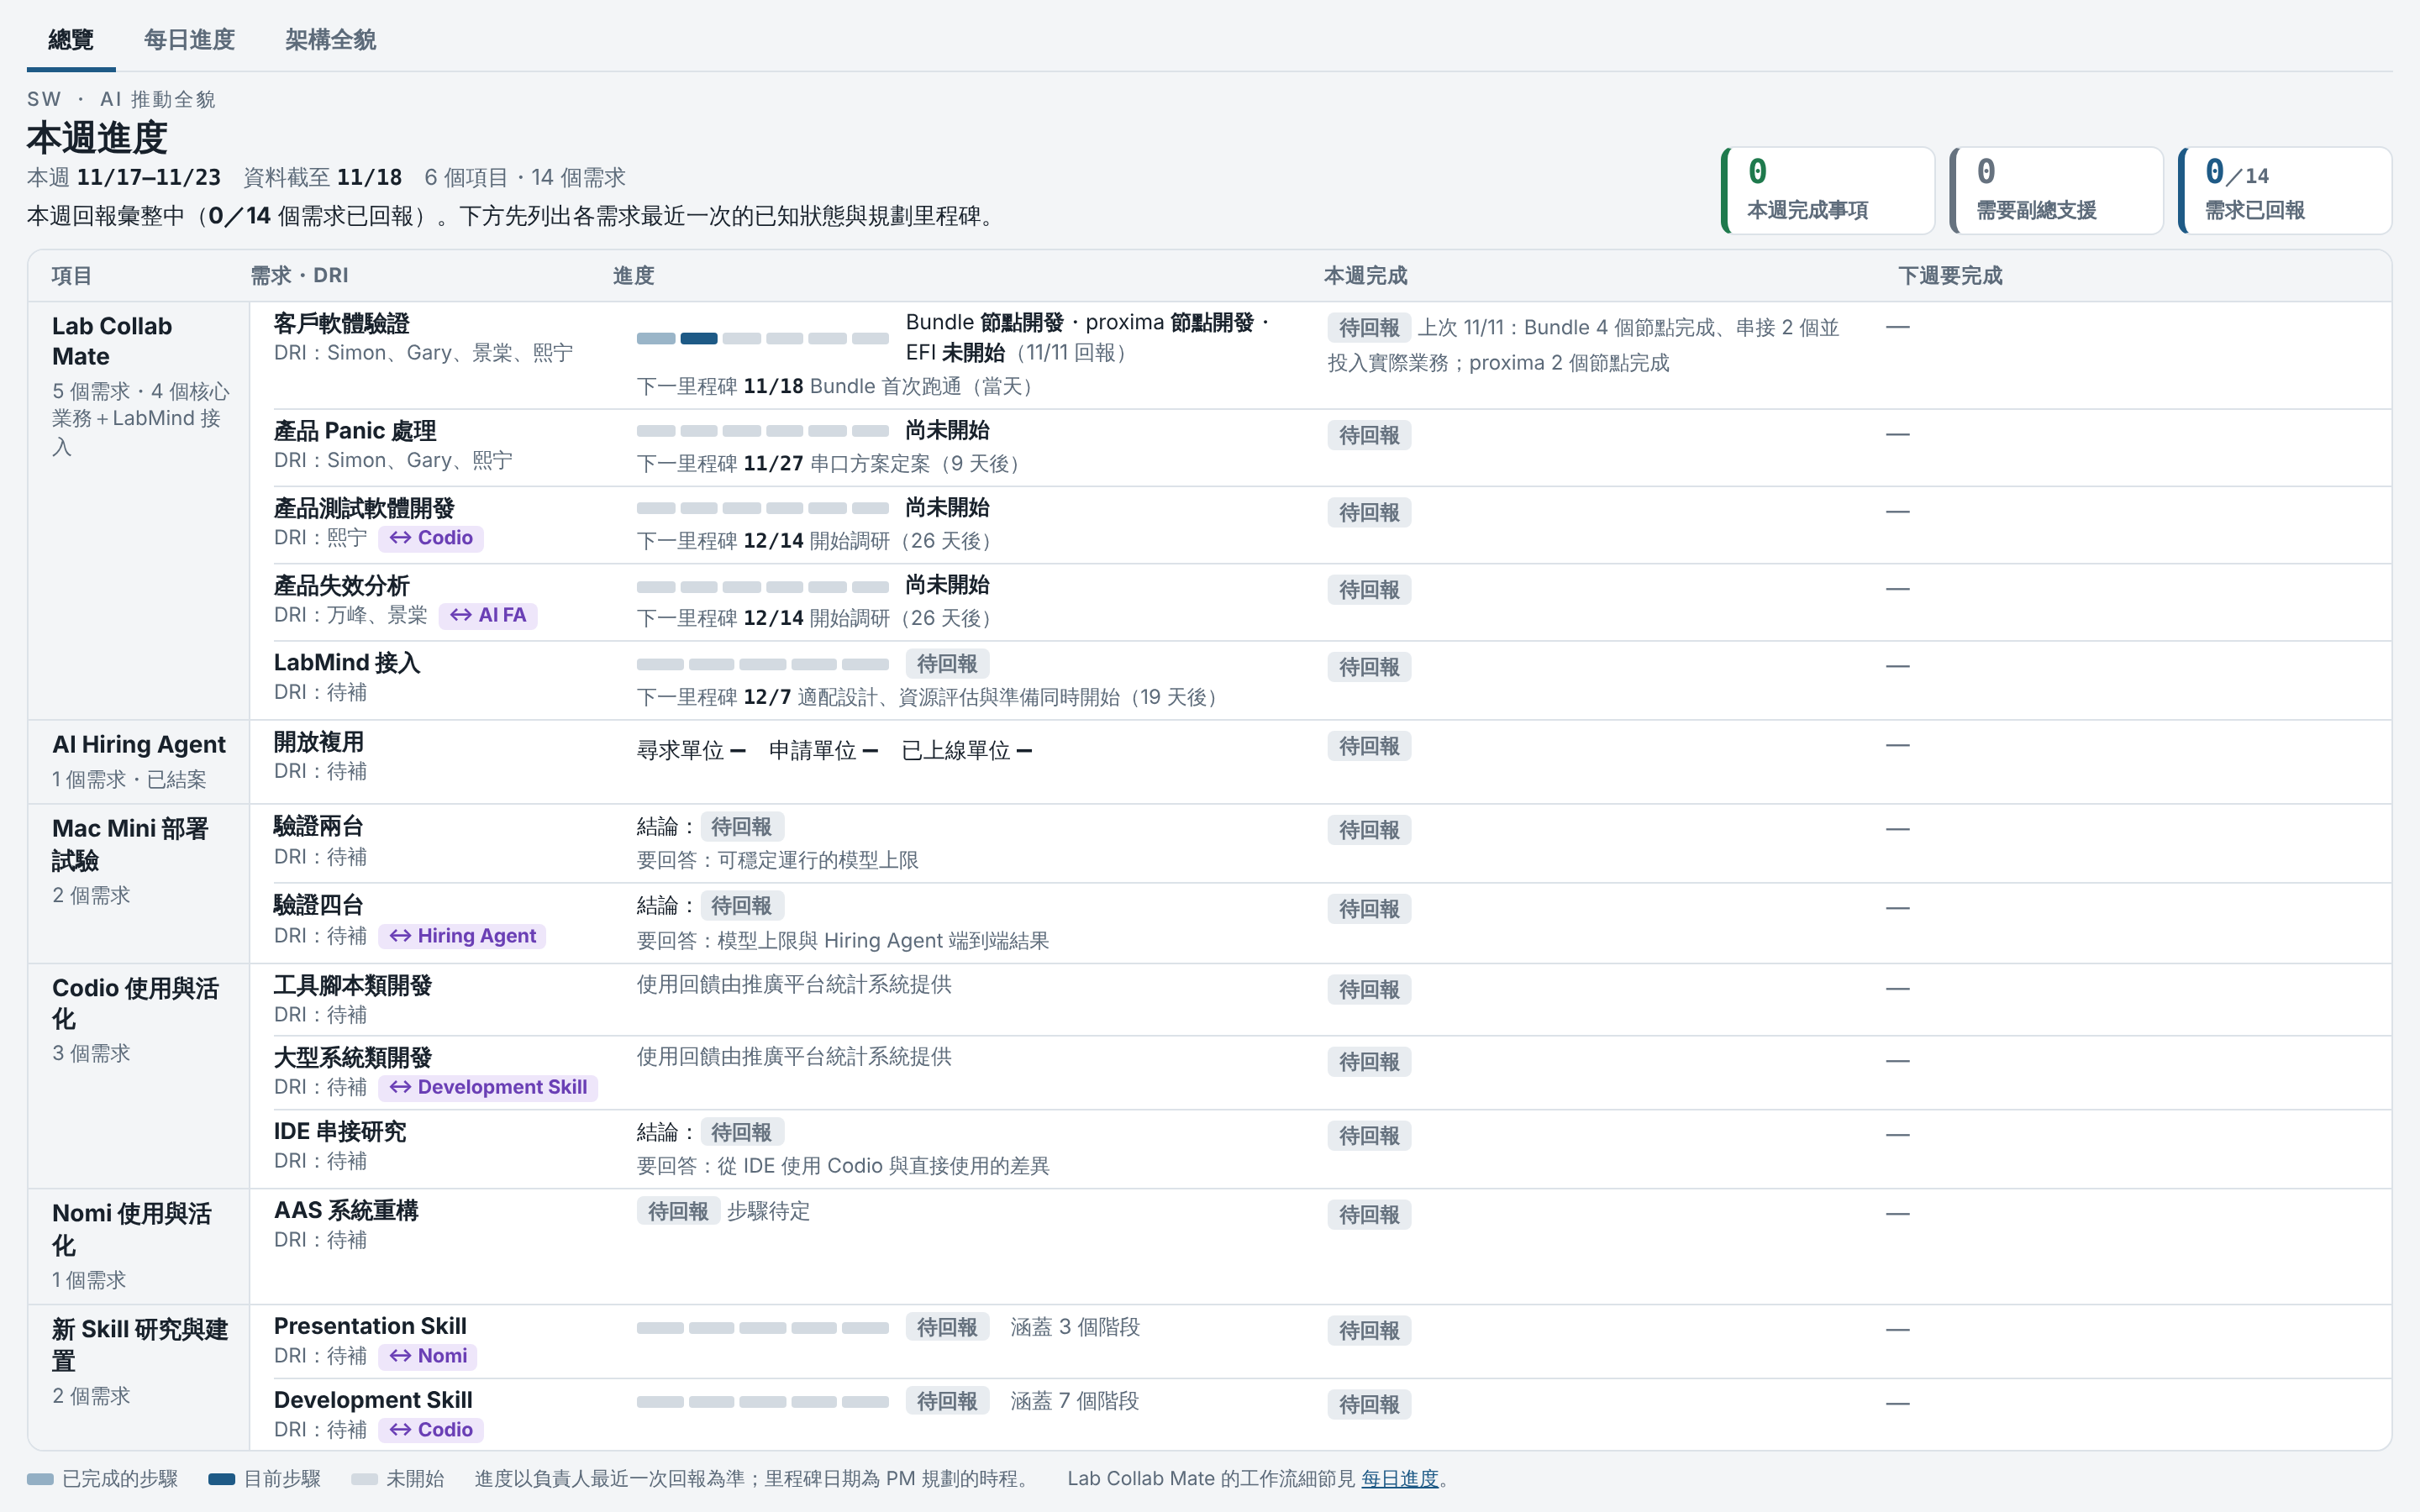 總覽 每日進度 架構全貌
SW · AI 推動全貌
本週進度
本週 11/17–11/23 資料截至 11/18 6 個項目·14 個需求
本週回報彙整中（0／14 個需求已回報）。下方先列出各需求最近一次的已知狀態與規劃里程碑。
0
本週完成事項
0
需要副總支援
0／14
需求已回報
項目 需求·DRI 進度 本週完成 下週要完成
Lab Collab
Mate
5 個需求·4 個核心
業務＋LabMind 接
入
客戶軟體驗證
DRI：Simon、Gary、景棠、熙宁
Bundle 節點開發·proxima 節點開發·
EFI 未開始（11/11 回報）
下一里程碑 11/18 Bundle 首次跑通（當天）
待回報 上次 11/11：Bundle 4 個節點完成、串接 2 個並
投入實際業務；proxima 2 個節點完成
—
產品 Panic 處理
DRI：Simon、Gary、熙宁
尚未開始
下一里程碑 11/27 串口方案定案（9 天後）
待回報
—
產品測試軟體開發
DRI：熙宁 ↔ Codio
尚未開始
下一里程碑 12/14 開始調研（26 天後）
待回報
—
產品失效分析
DRI：万峰、景棠 ↔ AI FA
尚未開始
下一里程碑 12/14 開始調研（26 天後）
待回報
—
LabMind 接入
DRI：待補
待回報
下一里程碑 12/7 適配設計、資源評估與準備同時開始（19 天後）
待回報
—
AI Hiring Agent
1 個需求·已結案
開放複用
DRI：待補
尋求單位 – 申請單位 – 已上線單位 –
待回報
—
Mac Mini 部署
試驗
2 個需求
驗證兩台
DRI：待補
結論：待回報
要回答：可穩定運行的模型上限
待回報
—
驗證四台
DRI：待補 ↔ Hiring Agent
結論：待回報
要回答：模型上限與 Hiring Agent 端到端結果
待回報
—
Codio 使用與活
化
3 個需求
工具腳本類開發
DRI：待補
使用回饋由推廣平台統計系統提供
待回報
—
大型系統類開發
DRI：待補 ↔ Development Skill
使用回饋由推廣平台統計系統提供
待回報
—
IDE 串接研究
DRI：待補
結論：待回報
要回答：從 IDE 使用 Codio 與直接使用的差異
待回報
—
Nomi 使用與活
化
1 個需求
AAS 系統重構
DRI：待補
待回報 步驟待定
待回報
—
新 Skill 研究與建
置
2 個需求
Presentation Skill
DRI：待補 ↔ Nomi
待回報 涵蓋 3 個階段
待回報
—
Development Skill
DRI：待補 ↔ Codio
待回報 涵蓋 7 個階段
待回報
—
已完成的步驟 目前步驟 未開始 進度以負責人最近一次回報為準；里程碑日期為 PM 規劃的時程。 Lab Collab Mate 的工作流細節見 每日進度。